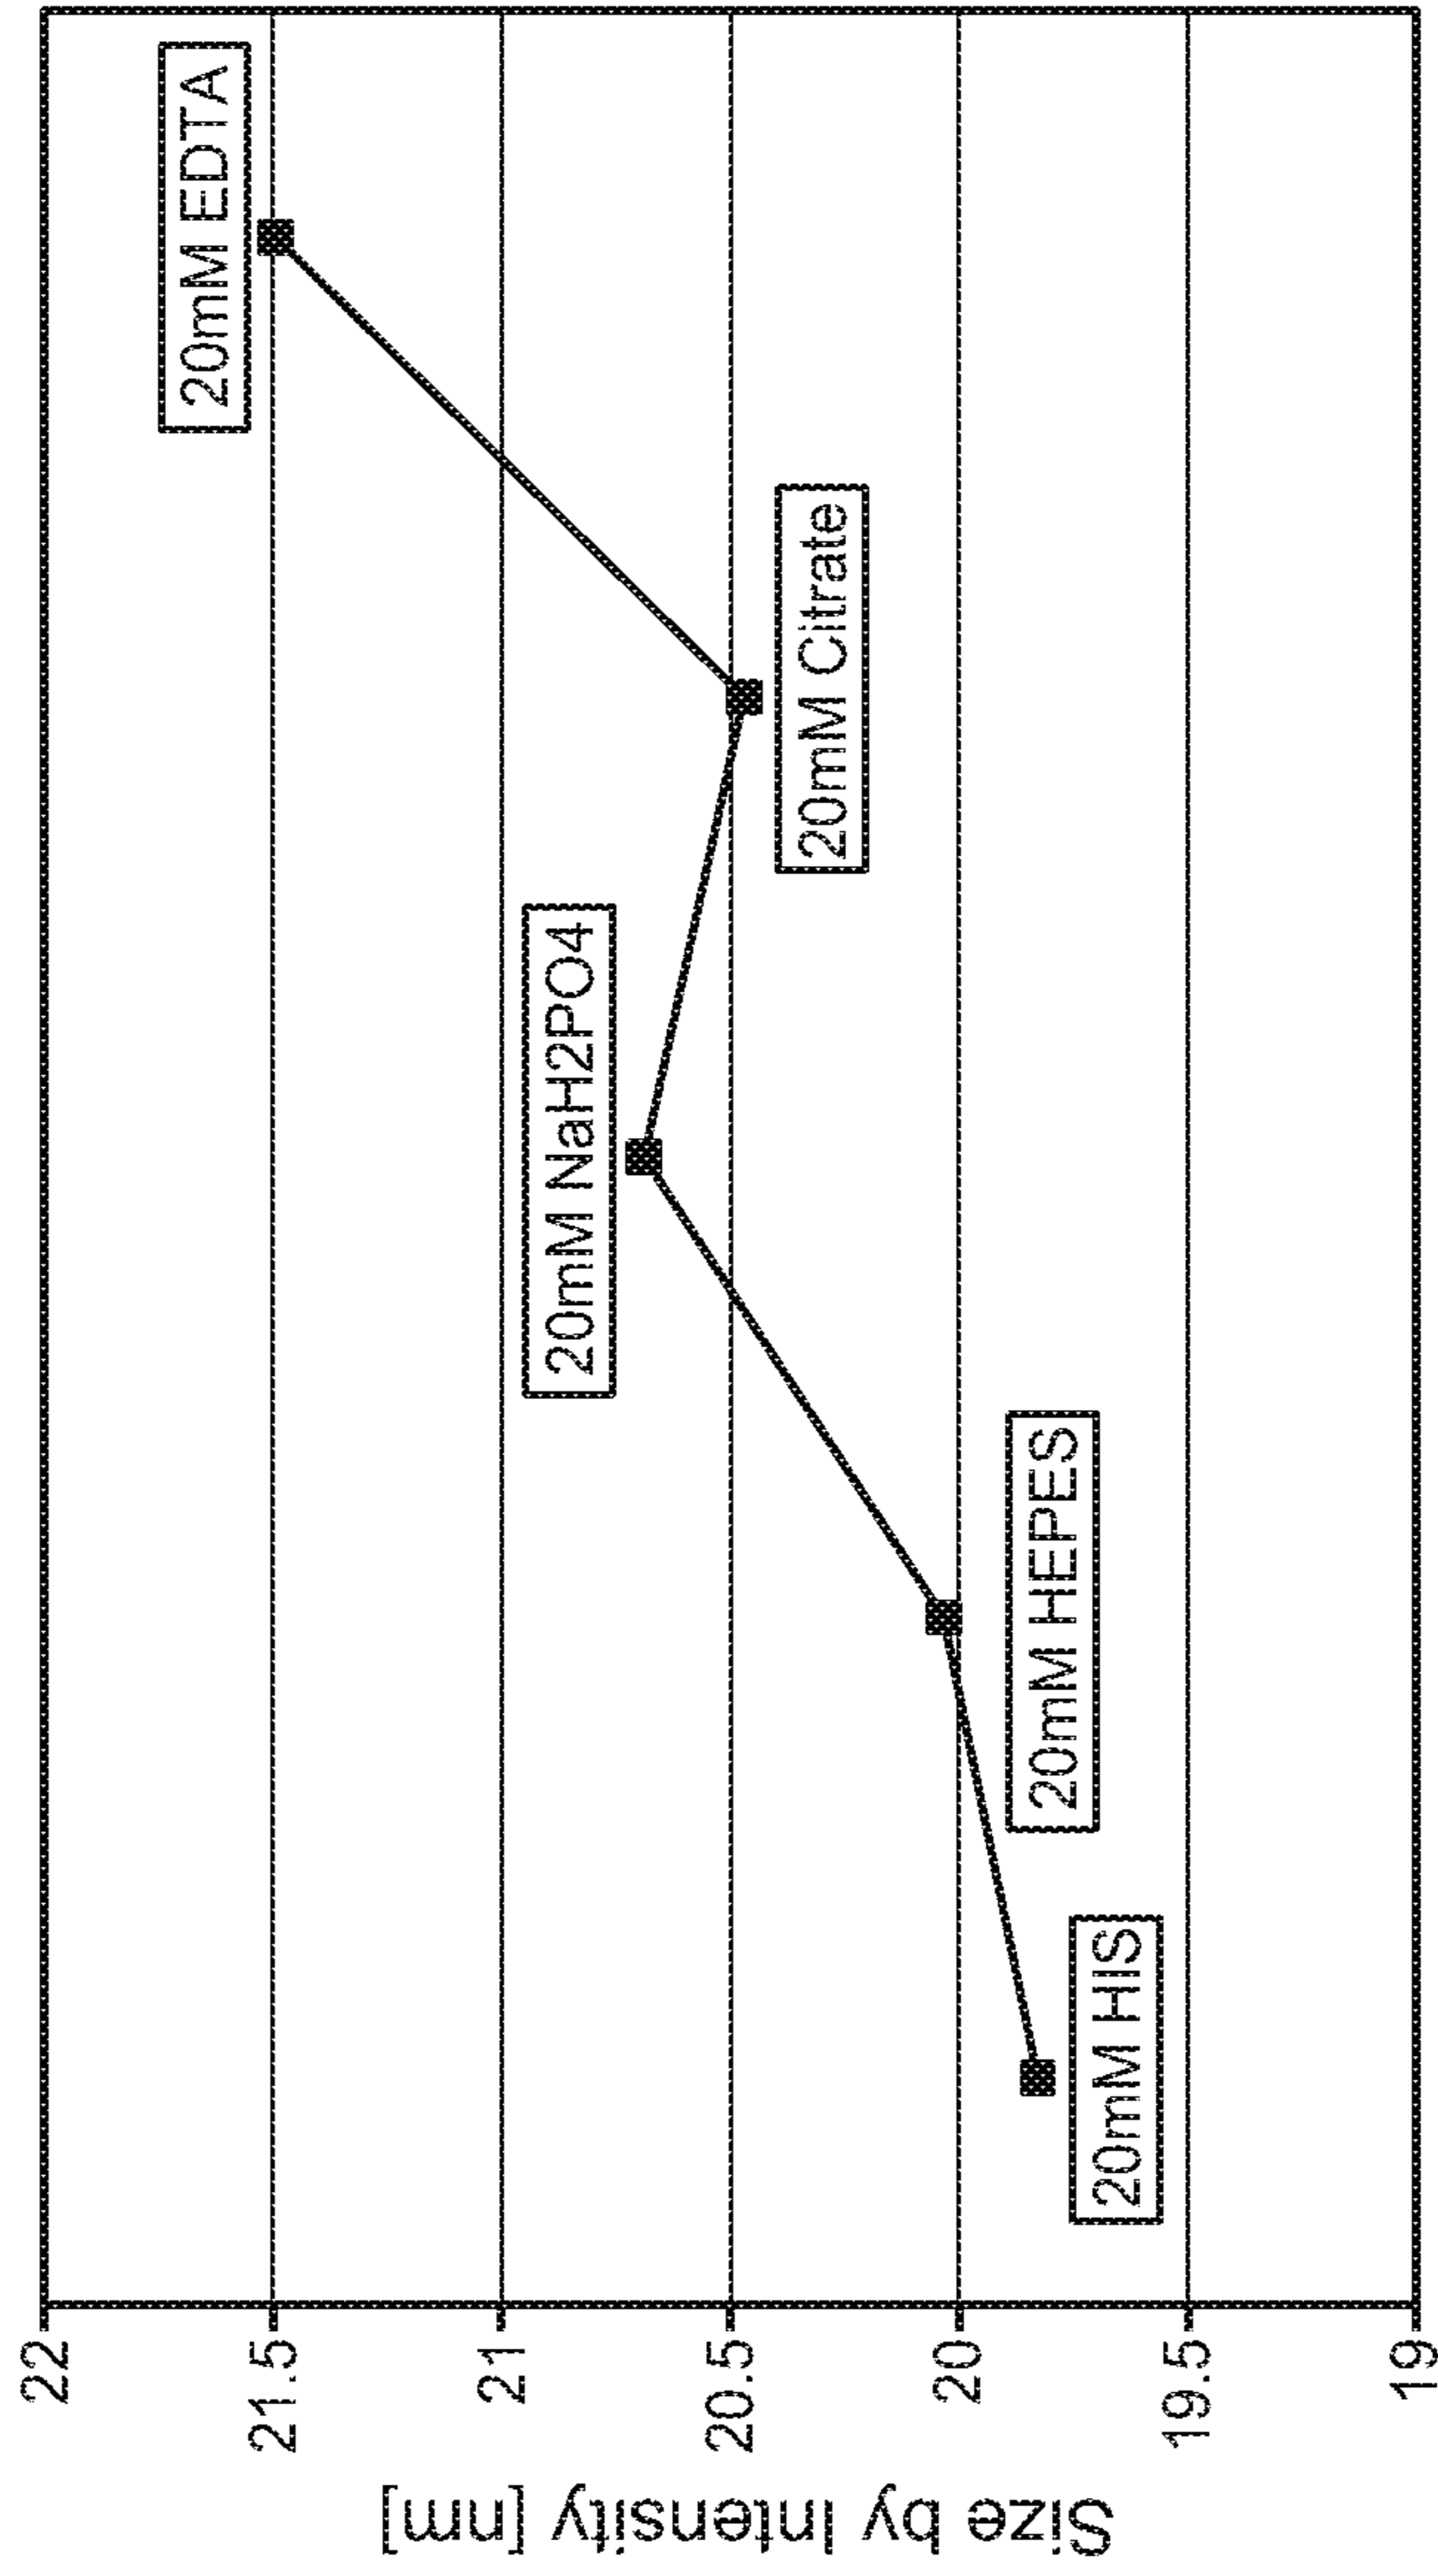 Size by Intensity [nm]
22
21.5
21
20.5
20
19.5
19
20mM HIS
20mM HEPES
20mM NaH2PO4
20mM Citrate
20mM EDTA